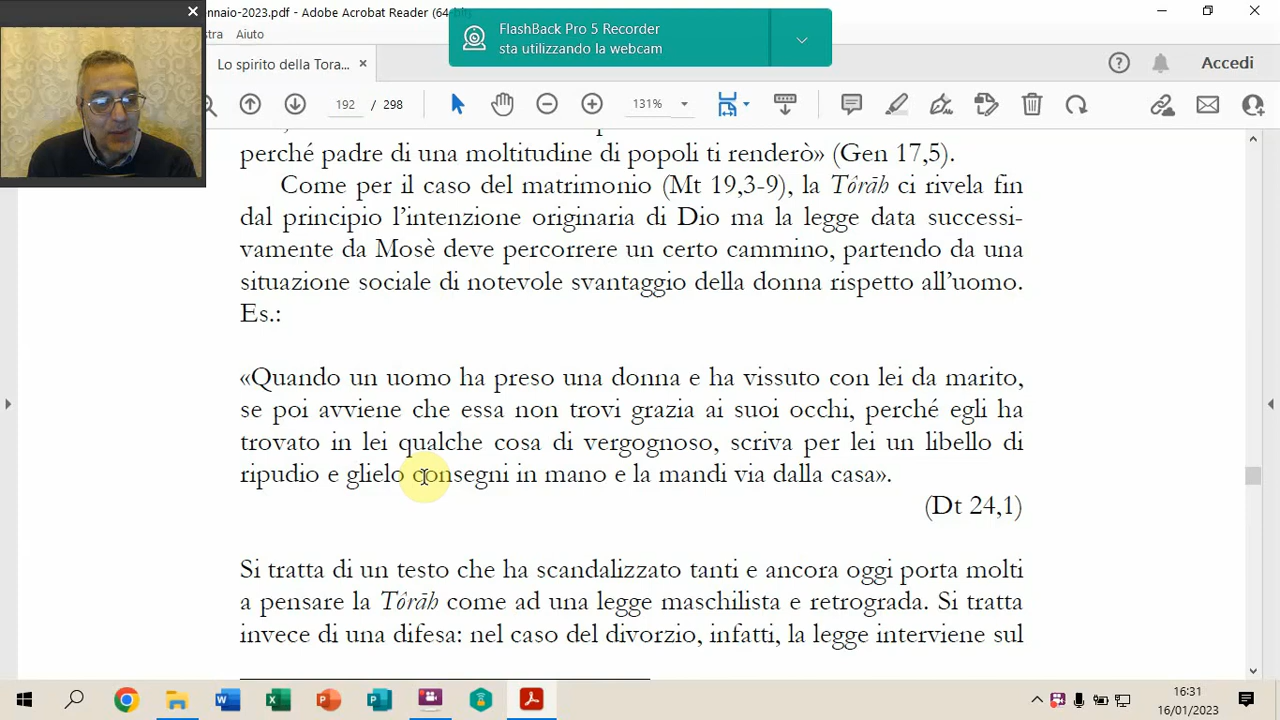 nnaio-2023.pdf - Adobe Acrobat Reader (64-bit)
stra Aiuto
FlashBack Pro 5 Recorder
sta utilizzando la webcam
Lo spirito della Tora...
Accedi
192 / 298
131%
perché padre di una moltitudine di popoli ti renderò» (Gen 17,5).
Come per il caso del matrimonio (Mt 19,3-9), la Tôrāh ci rivela fin
dal principio l'intenzione originaria di Dio ma la legge data successi-
vamente da Mosè deve percorrere un certo cammino, partendo da una
situazione sociale di notevole svantaggio della donna rispetto all'uomo.
Es.:
«Quando un uomo ha preso una donna e ha vissuto con lei da marito,
se poi avviene che essa non trovi grazia ai suoi occhi, perché egli ha
trovato in lei qualche cosa di vergognoso, scriva per lei un libello di
ripudio e glielo consegni in mano e la mandi via dalla casa».
(Dt 24,1)
Si tratta di un testo che ha scandalizzato tanti e ancora oggi porta molti
a pensare la Tôrāh come ad una legge maschilista e retrograda. Si tratta
invece di una difesa: nel caso del divorzio, infatti, la legge interviene sul
16:31
16/01/2023